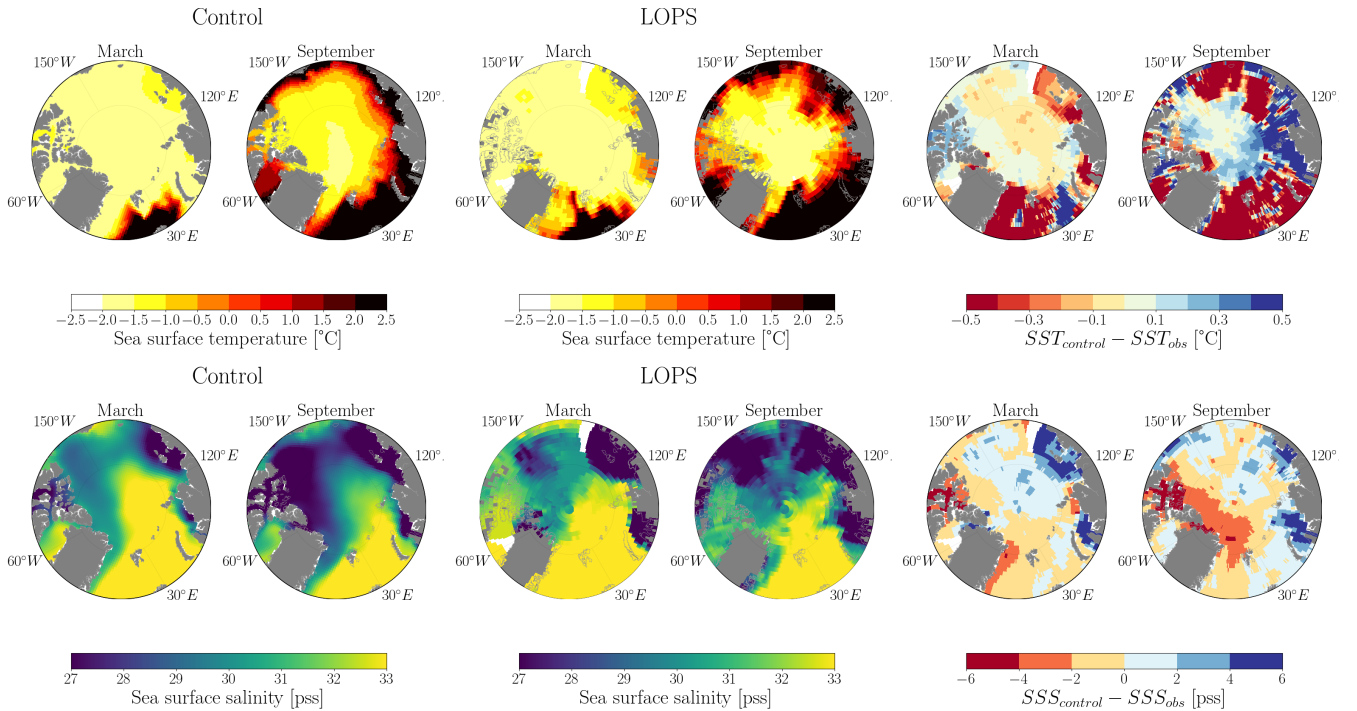 Control LOPS
March September March September March September
150°W 150°W 150°W 150°W 150°W 150°W
120°E 120° 120°E 120° 120°E 120°
60°W 60°W 60°W 60°W 60°W 60°W
30°E 30°E 30°E 30°E 30°E 30°E
−2.5 −2.0 −1.5 −1.0 −0.5 0.0 0.5 1.0 1.5 2.0 2.5 −2.5 −2.0 −1.5 −1.0 −0.5 0.0 0.5 1.0 1.5 2.0 2.5 −0.5 −0.3 −0.1 0.1 0.3 0.5
Sea surface temperature [°C] Sea surface temperature [°C] SST_control − SST_obs [°C]
Control LOPS
March September March September March September
150°W 150°W 150°W 150°W 150°W 150°W
120°E 120° 120°E 120° 120°E 120°
60°W 60°W 60°W 60°W 60°W 60°W
30°E 30°E 30°E 30°E 30°E 30°E
27 28 29 30 31 32 33 27 28 29 30 31 32 33 −6 −4 −2 0 2 4 6
Sea surface salinity [pss] Sea surface salinity [pss] SSS_control − SSS_obs [pss]